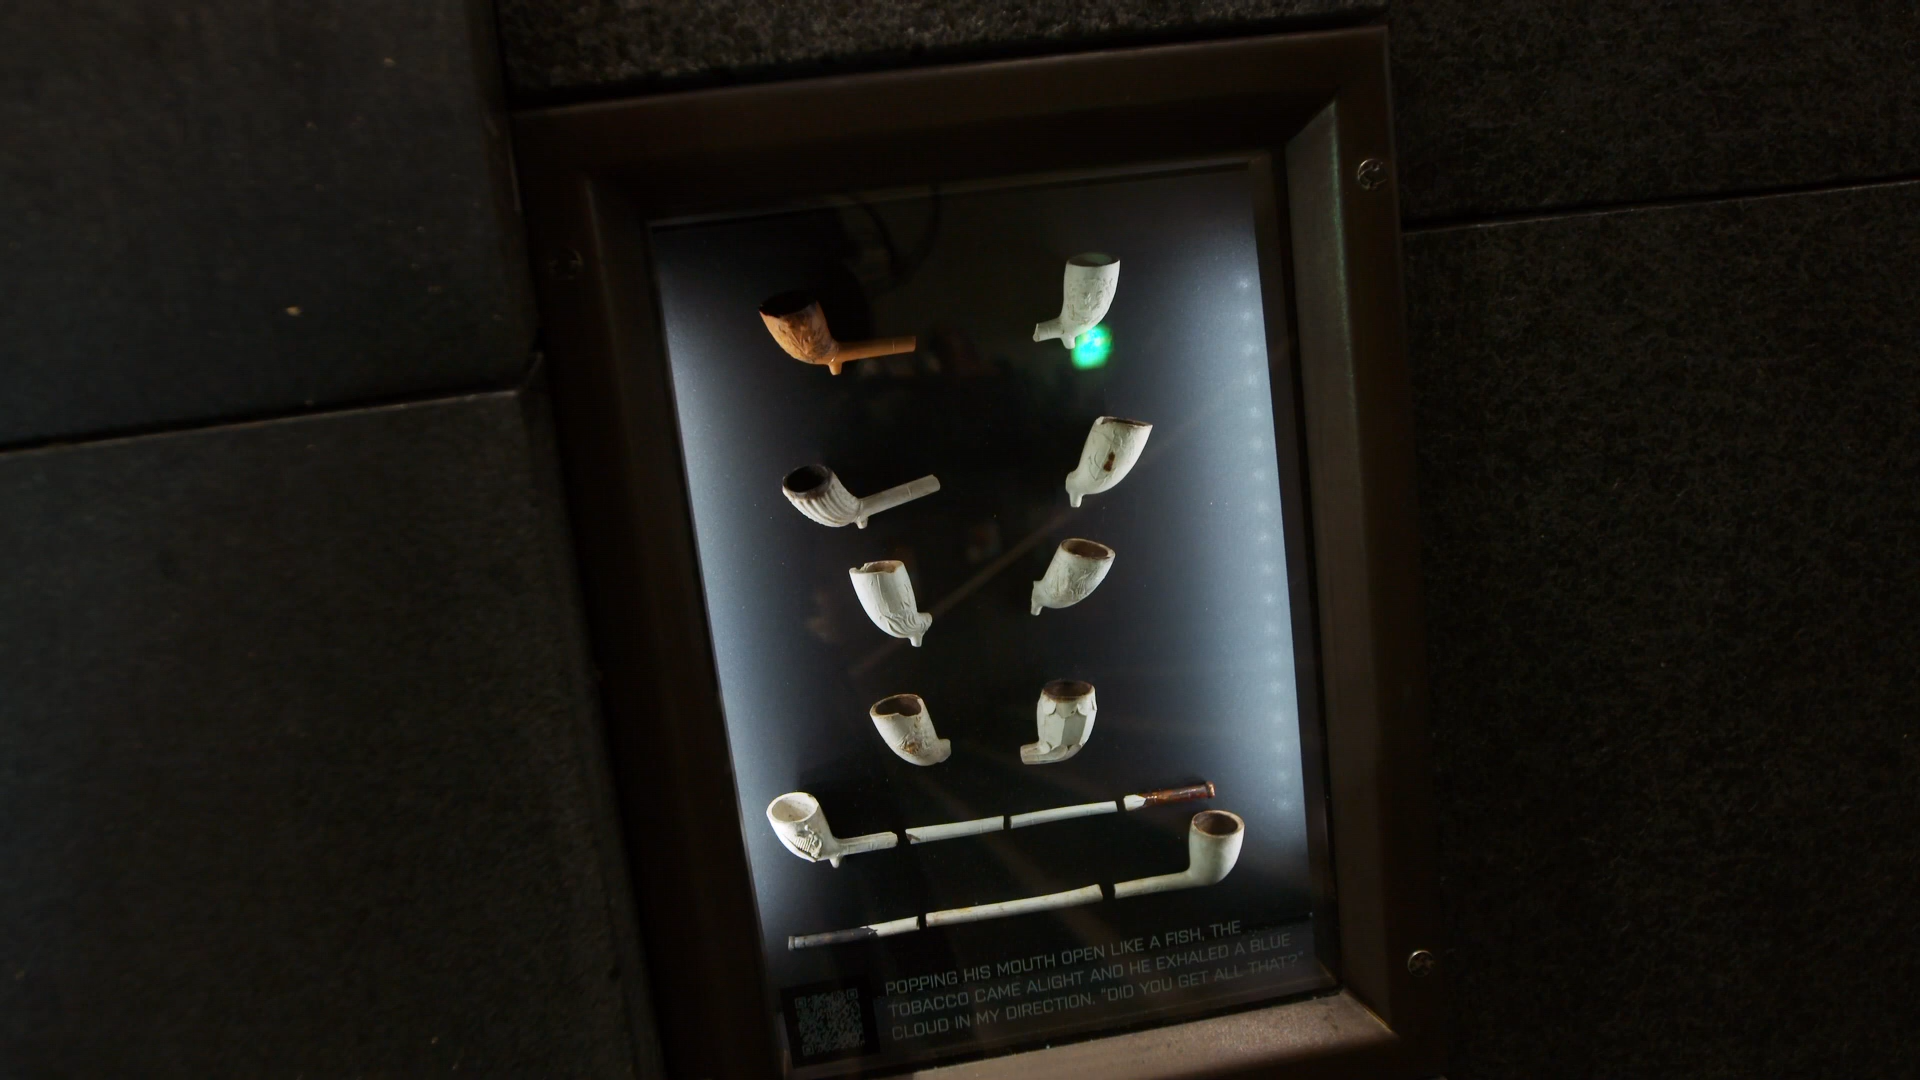 POPPING HIS MOUTH OPEN LIKE A FISH, THE
TOBACCO CAME ALIGHT AND HE EXHALED A BLUE
CLOUD IN MY DIRECTION. "DID YOU GET ALL THAT?"